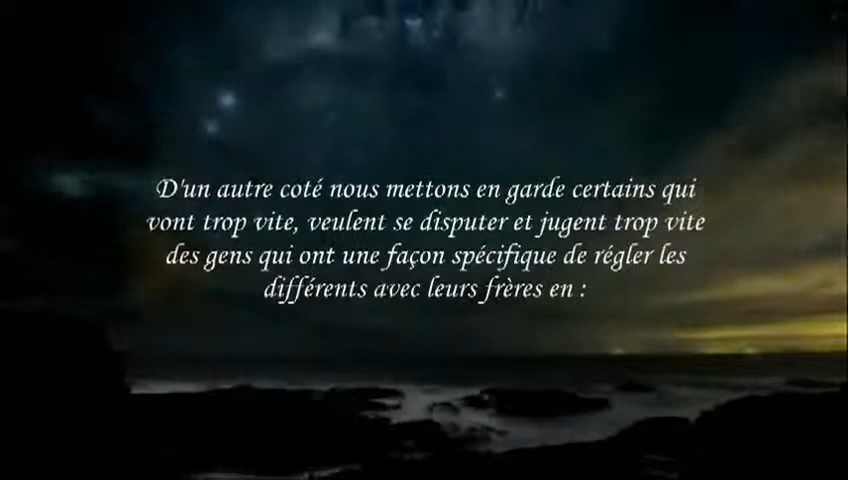 D'un autre coté nous mettons en garde certains qui
vont trop vite, veulent se disputer et jugent trop vite
des gens qui ont une façon spécifique de régler les
différents avec leurs frères en :